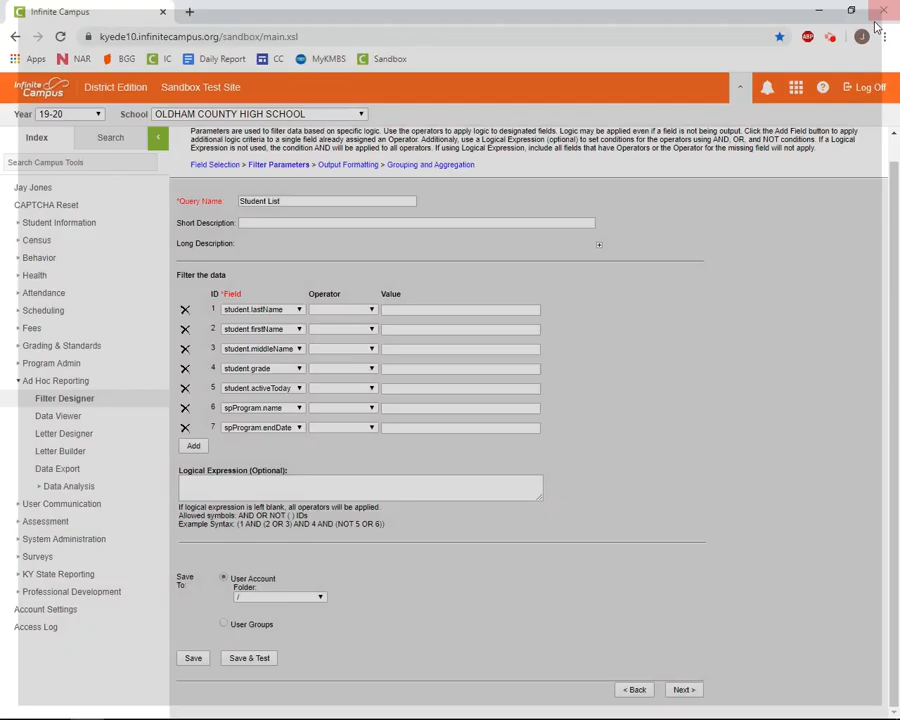 Infinite Campus
kyede10.infinitecampus.org/sandbox/main.xsl
ABP
J
Apps
NAR
BGG
IC
Daily Report
CC
MyKMBS
Sandbox
Infinite Campus
District Edition
Sandbox Test Site
Log Off
Year
19-20
School
OLDHAM COUNTY HIGH SCHOOL
Index
Search
Search Campus Tools
Jay Jones
CAPTCHA Reset
Student Information
Census
Behavior
Health
Attendance
Scheduling
Fees
Grading & Standards
Program Admin
Ad Hoc Reporting
Filter Designer
Data Viewer
Letter Designer
Letter Builder
Data Export
Data Analysis
User Communication
Assessment
System Administration
Surveys
KY State Reporting
Professional Development
Account Settings
Access Log
Parameters are used to filter data based on specific logic. Use the operators to apply logic to designated fields. Logic may be applied even if a field is not being output. Click the Add Field button to apply
additional logic criteria to a single field already assigned an Operator. Additionaly, use a Logical Expression (optional) to set conditions for the operators using AND, OR, and NOT conditions. If a Logical
Expression is not used, the condition AND will be applied to all operators. If using Logical Expression, include all fields that have Operators or the Operator for the missing field will not apply.
Field Selection > Filter Parameters > Output Formatting > Grouping and Aggregation
*Query Name
Student List
Short Description:
Long Description:
Filter the data
ID *Field Operator Value
1 student.lastName
2 student.firstName
3 student.middleName
4 student.grade
5 student.activeToday
6 spProgram.name
7 spProgram.endDate
Add
Logical Expression (Optional):
If logical expression is left blank, all operators will be applied.
Allowed symbols: AND OR NOT ( ) IDs
Example Syntax: (1 AND (2 OR 3) AND 4 AND (NOT 5 OR 6))
Save To:
User Account
Folder:
/
User Groups
Save
Save & Test
< Back
Next >